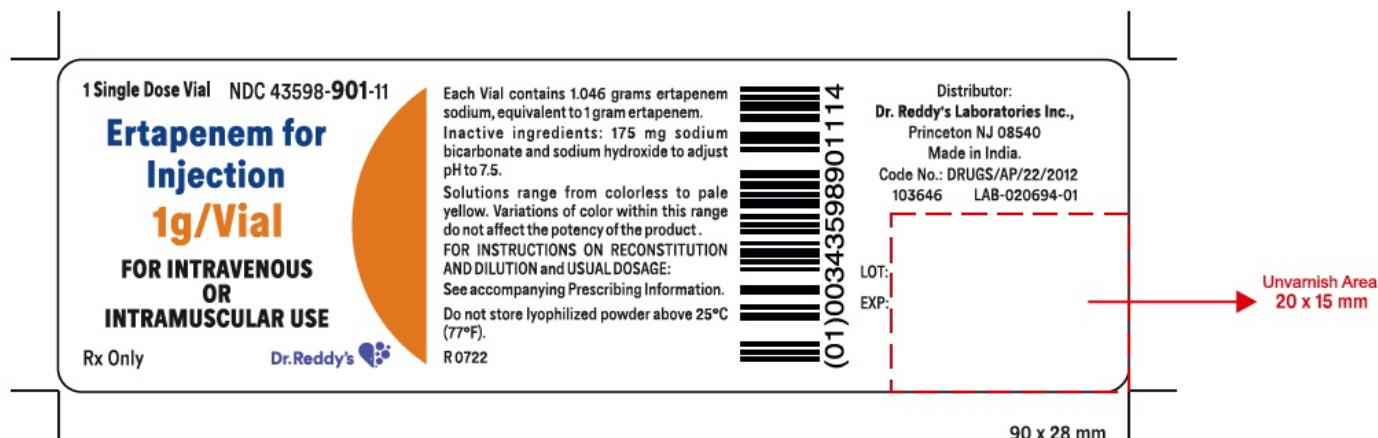 1 Single Dose Vial NDC 43598-901-11
Ertapenem for
Injection
1g/Vial
FOR INTRAVENOUS
OR
INTRAMUSCULAR USE
Rx Only
Dr.Reddy's
Each Vial contains 1.046 grams ertapenem
sodium, equivalent to 1 gram ertapenem.
Inactive ingredients: 175 mg sodium
bicarbonate and sodium hydroxide to adjust
pH to 7.5.
Solutions range from colorless to pale
yellow. Variations of color within this range
do not affect the potency of the product .
FOR INSTRUCTIONS ON RECONSTITUTION
AND DILUTION and USUAL DOSAGE:
See accompanying Prescribing Information.
Do not store lyophilized powder above 25°C
(77°F).
R0722
(01)00343598901114
Distributor:
Dr. Reddy's Laboratories Inc.,
Princeton NJ 08540
Made in India.
Code No.: DRUGS/AP/22/2012
103646 LAB-020694-01
LOT:
EXP:
Unvarnish Area
20 x 15 mm
90 x 28 mm